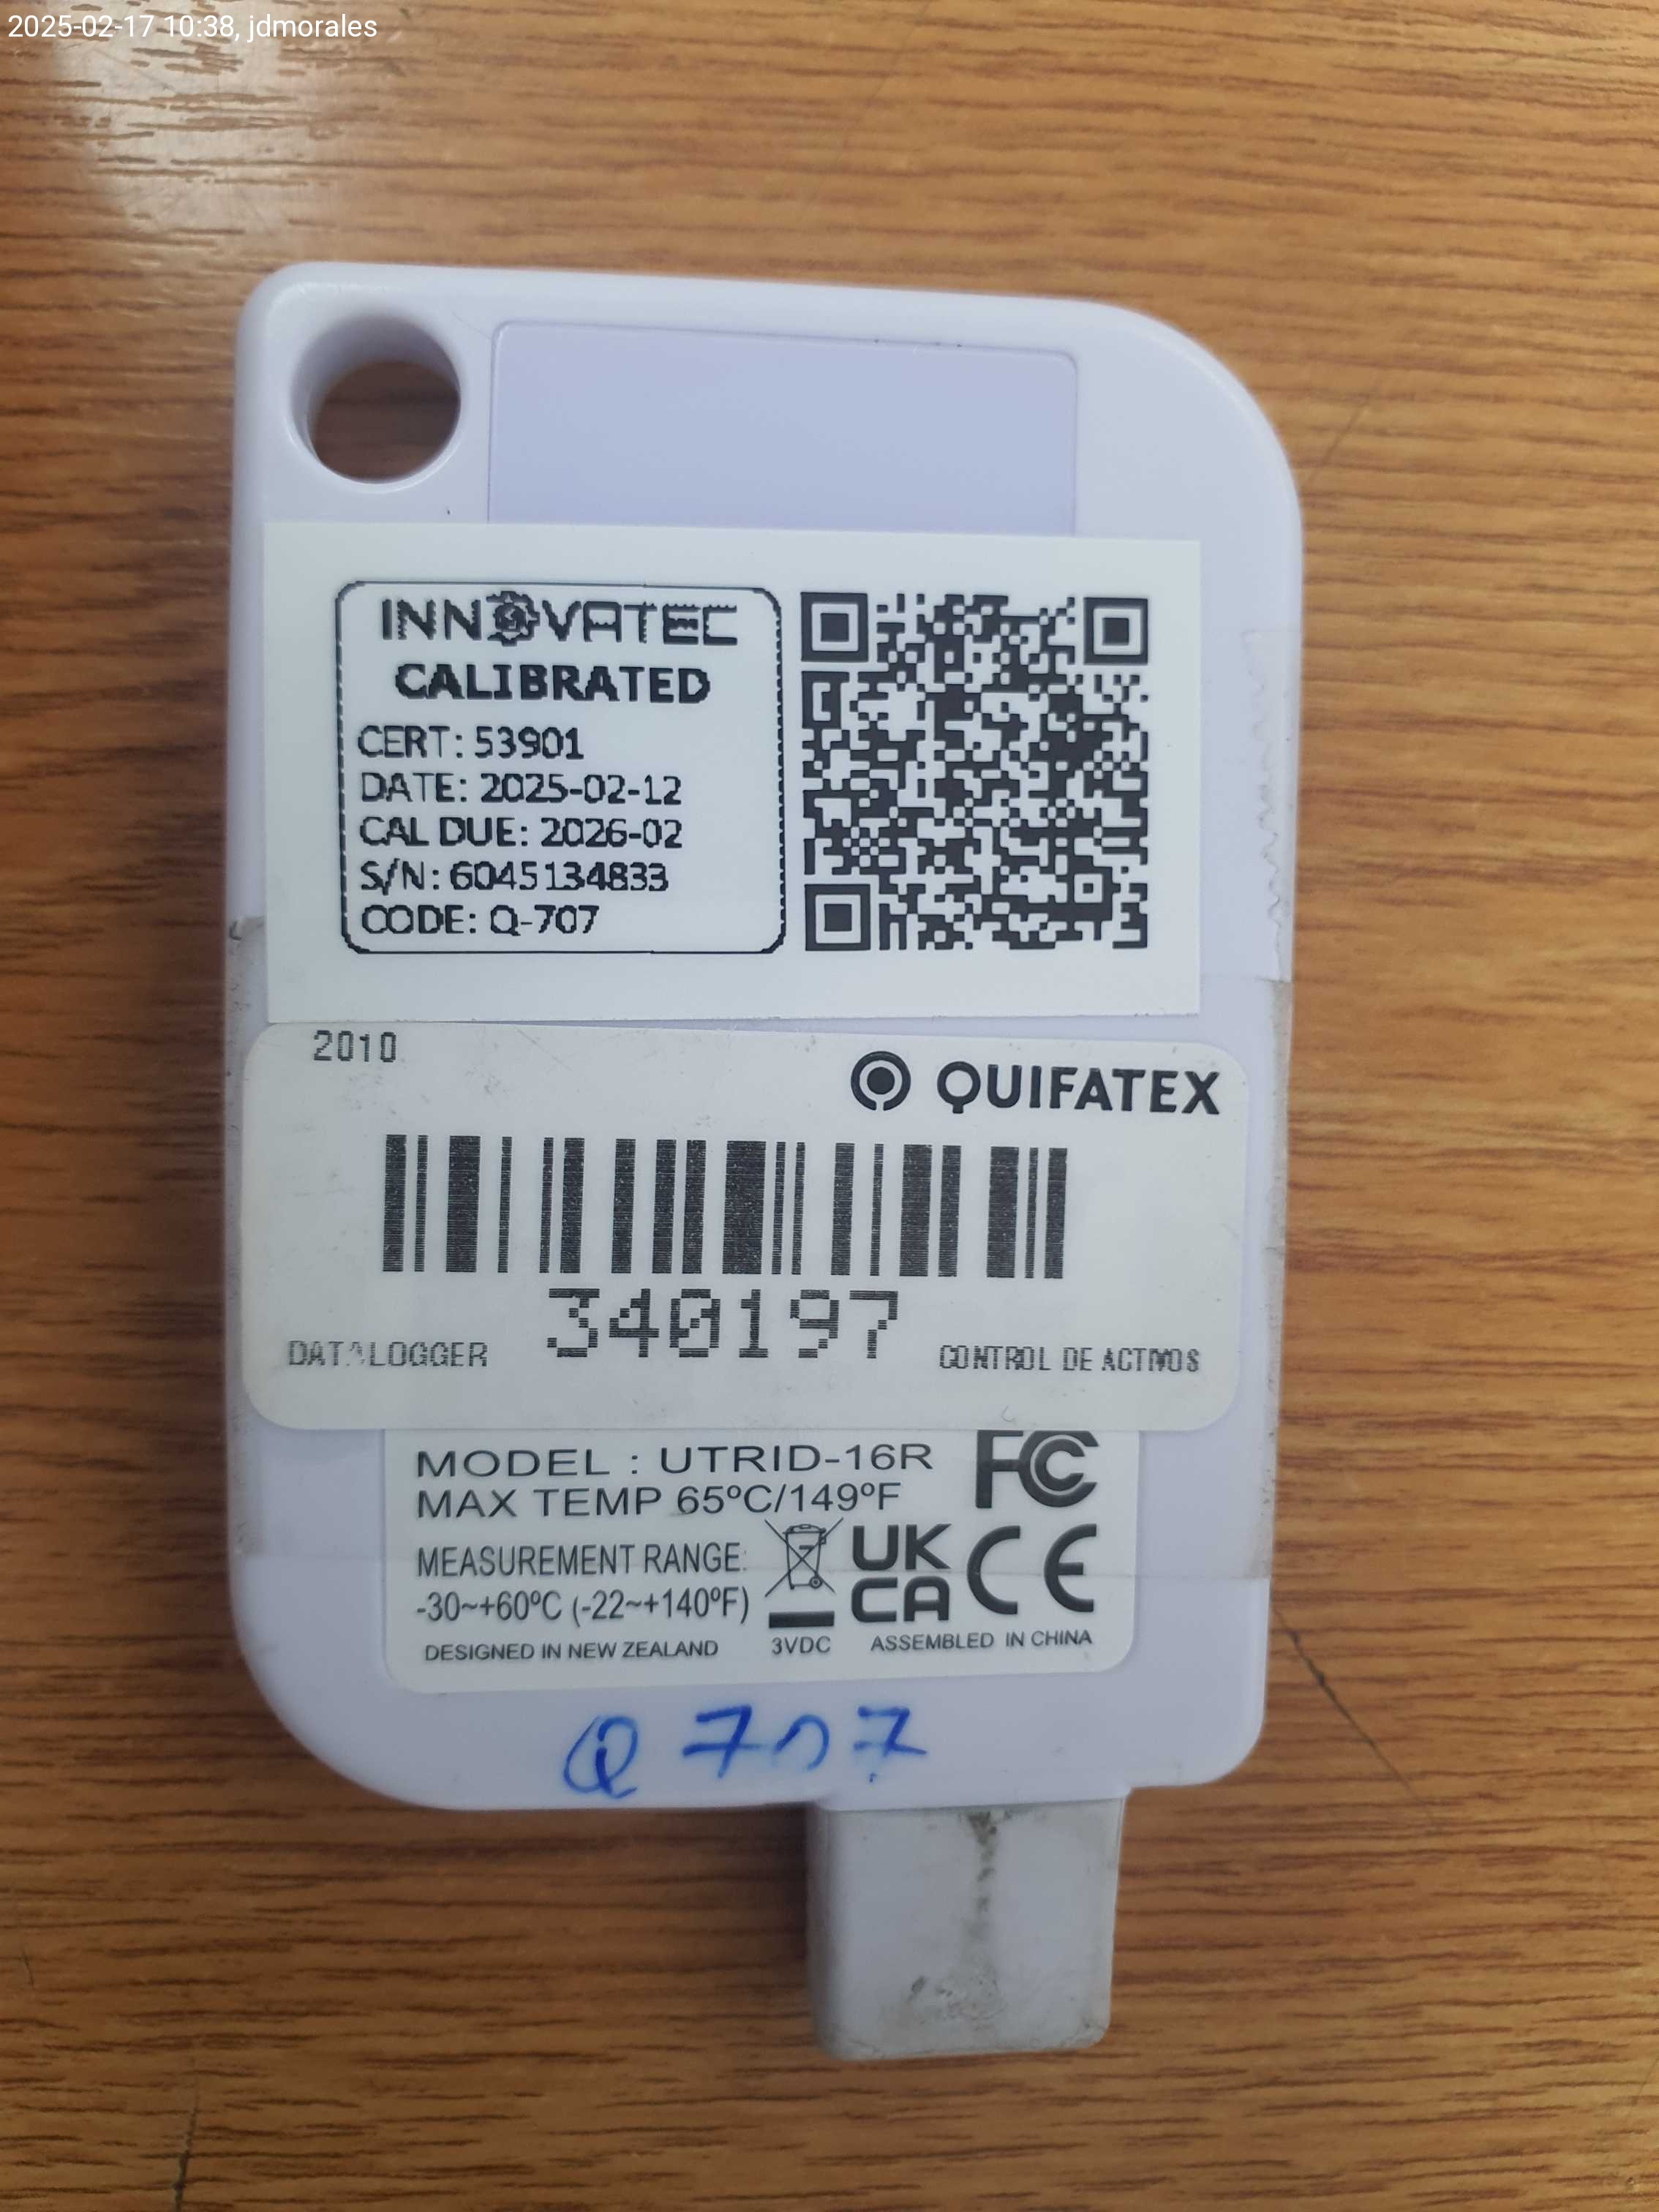 2025-02-17 10:38, jdmorales
INNOVATEC
CALIBRATED
CERT: 53901
DATE: 2025-02-12
CAL DUE: 2026-02
S/N: 6045134833
CODE: Q-707
2010
QUIFATEX
340197
DATALOGGER
CONTROL DE ACTIVOS
MODEL : UTRID-16R
FC
MAX TEMP 65ºC/149ºF
MEASUREMENT RANGE:
-30~+60ºC (-22~+140ºF)
UK
CA
CE
DESIGNED IN NEW ZEALAND
3VDC
ASSEMBLED IN CHINA
Q 707